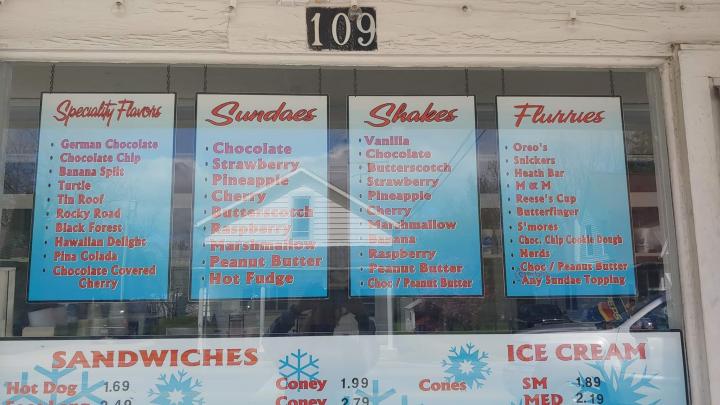 109
Speciality Flavors
German Chocolate
Chocolate Chip
Banana Split
Turtle
Tin Roof
Rocky Road
Black Forest
Hawaiian Delight
Pina Colada
Chocolate Covered
Cherry
Sundaes
Chocolate
Strawberry
Pineapple
Cherry
Butterscotch
Raspberry
Marshmallow
Peanut Butter
Hot Fudge
Shakes
Vanilla
Chocolate
Butterscotch
Strawberry
Pineapple
Cherry
Marshmallow
Banana
Raspberry
Peanut Butter
Choc / Peanut Butter
Flurries
Oreo's
Snickers
Heath Bar
M & M
Reese's Cup
Butterfinger
S'mores
Choc. Chip Cookie Dough
Nerds
Choc / Peanut Butter
Any Sundae Topping
SANDWICHES
Hot Dog 1.69
Coney 1.99
Coney 2.79
ICE CREAM
Cones
SM 1.89
MED 2.19